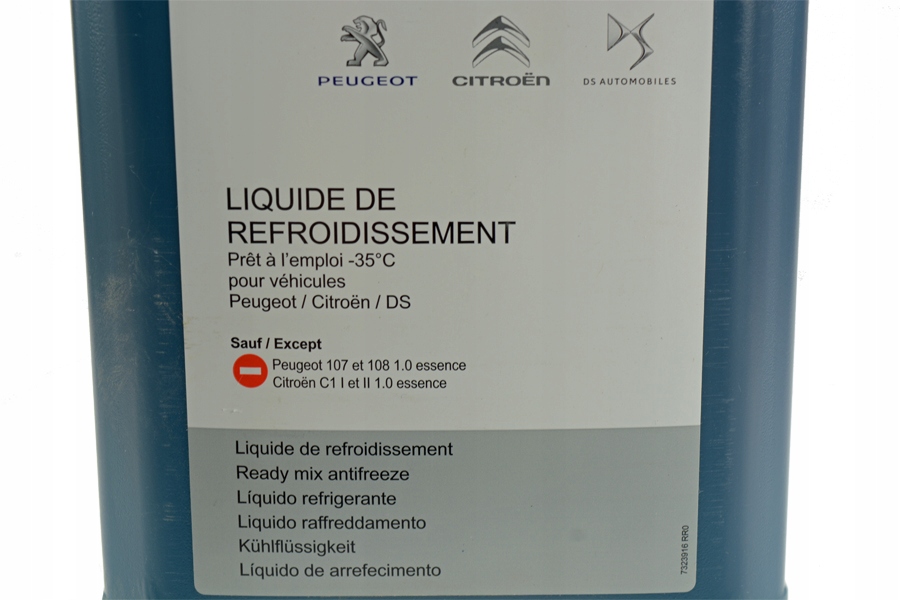 PEUGEOT CITROËN DS AUTOMOBILES
LIQUIDE DE
REFROIDISSEMENT
Prêt à l'emploi -35°C
pour véhicules
Peugeot / Citroën / DS
Sauf / Except
Peugeot 107 et 108 1.0 essence
Citroën C1 I et II 1.0 essence
Liquide de refroidissement
Ready mix antifreeze
Líquido refrigerante
Liquido raffreddamento
Kühlflüssigkeit
Líquido de arrefecimento
7323916 RR0